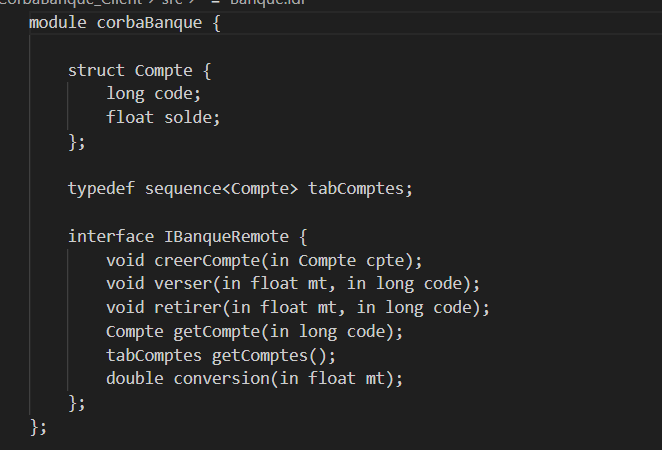 CorbaBanque_Client > src > Banque.idl
module corbaBanque {
struct Compte {
long code;
float solde;
};
typedef sequence<Compte> tabComptes;
interface IBanqueRemote {
void creerCompte(in Compte cpte);
void verser(in float mt, in long code);
void retirer(in float mt, in long code);
Compte getCompte(in long code);
tabComptes getComptes();
double conversion(in float mt);
};
};